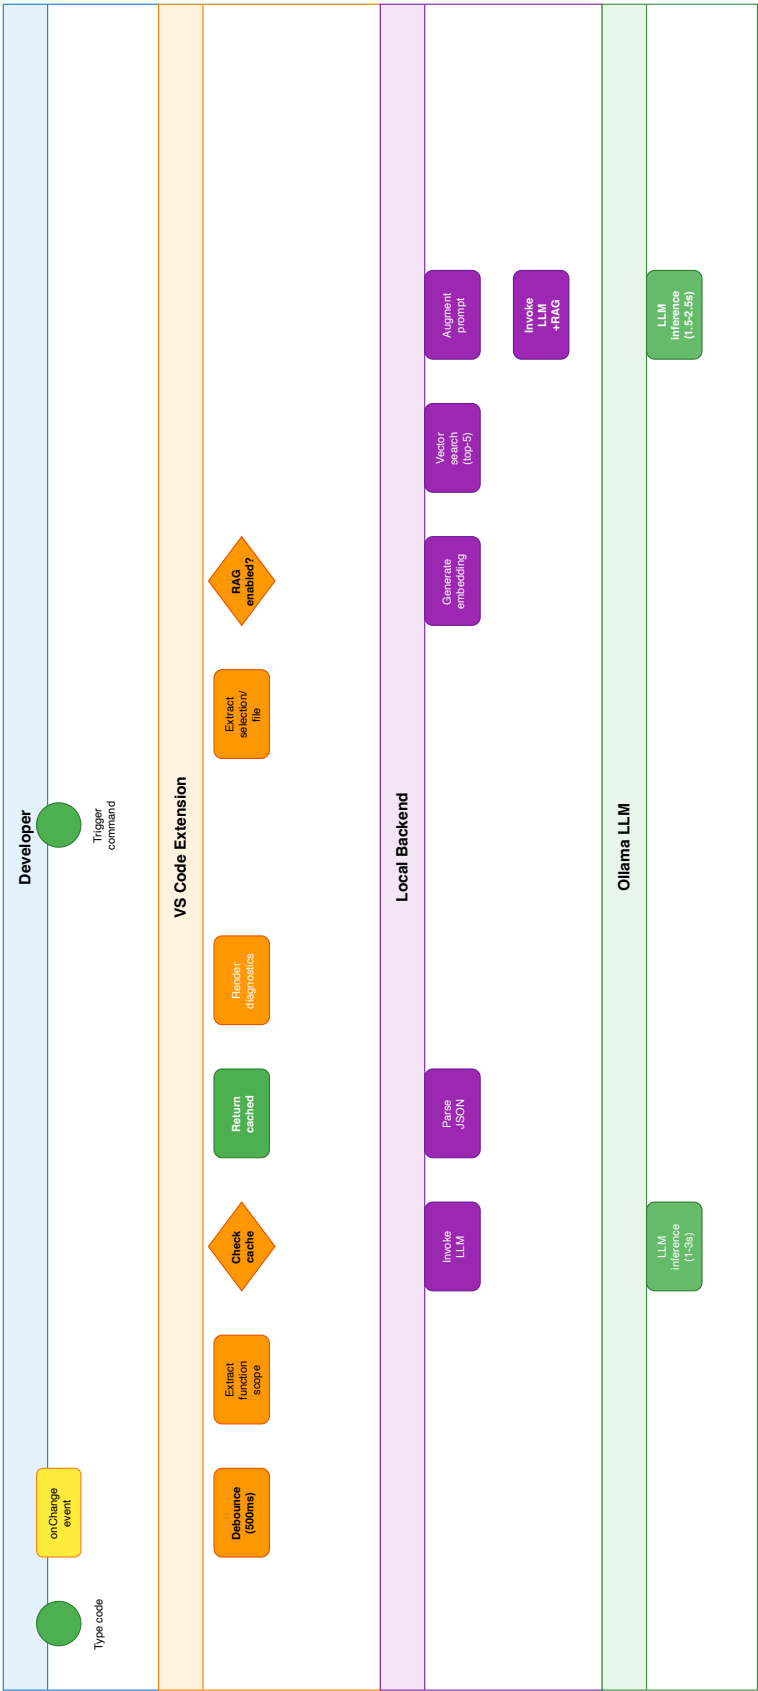 Developer
Type code
onChange
event
Trigger
command
VS Code Extension
Debounce
(500ms)
Extract
function
scope
Check
cache
Return
cached
Render
diagnostics
Extract
selection/
file
RAG
enabled?
Local Backend
Invoke
LLM
Parse
JSON
Generate
embedding
Vector
search
(top-5)
Augment
prompt
Invoke
LLM
+RAG
Ollama LLM
LLM
inference
(1-3s)
LLM
inference
(1.5-2.5s)